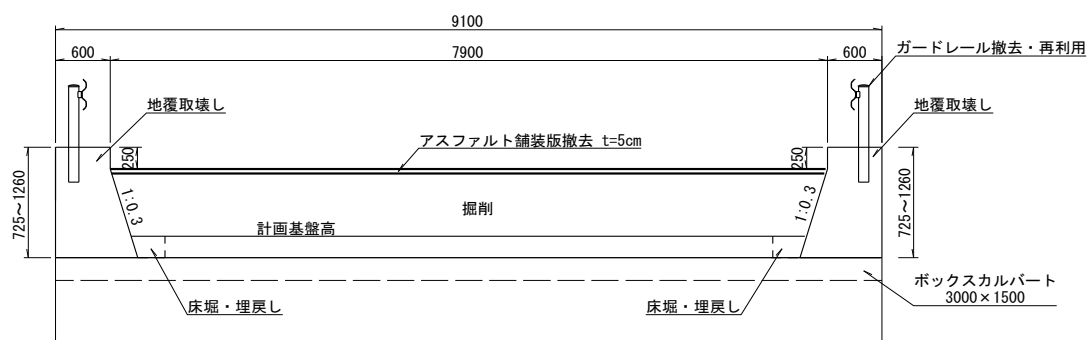 9100
600
7900
600
ガードレール撤去・再利用
地覆取壊し
地覆取壊し
アスファルト舗装版撤去 t=5cm
250
250
725～1260
1:0.3
掘削
1:0.3
725～1260
計画基盤高
床堀・埋戻し
床堀・埋戻し
ボックスカルバート
3000×1500